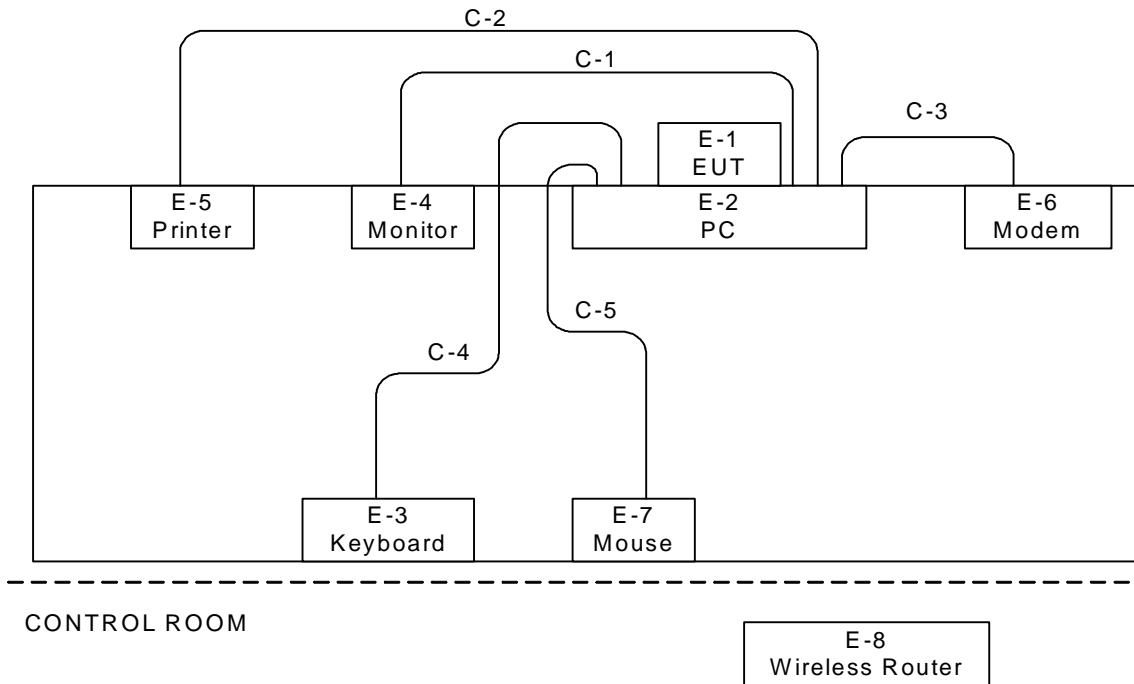 C-2
C-1
C-3
E-1
EUT
E-5
Printer
E-4
Monitor
E-2
PC
E-6
Modem
C-5
C-4
E-3
Keyboard
E-7
Mouse
CONTROL ROOM
E-8
Wireless Router